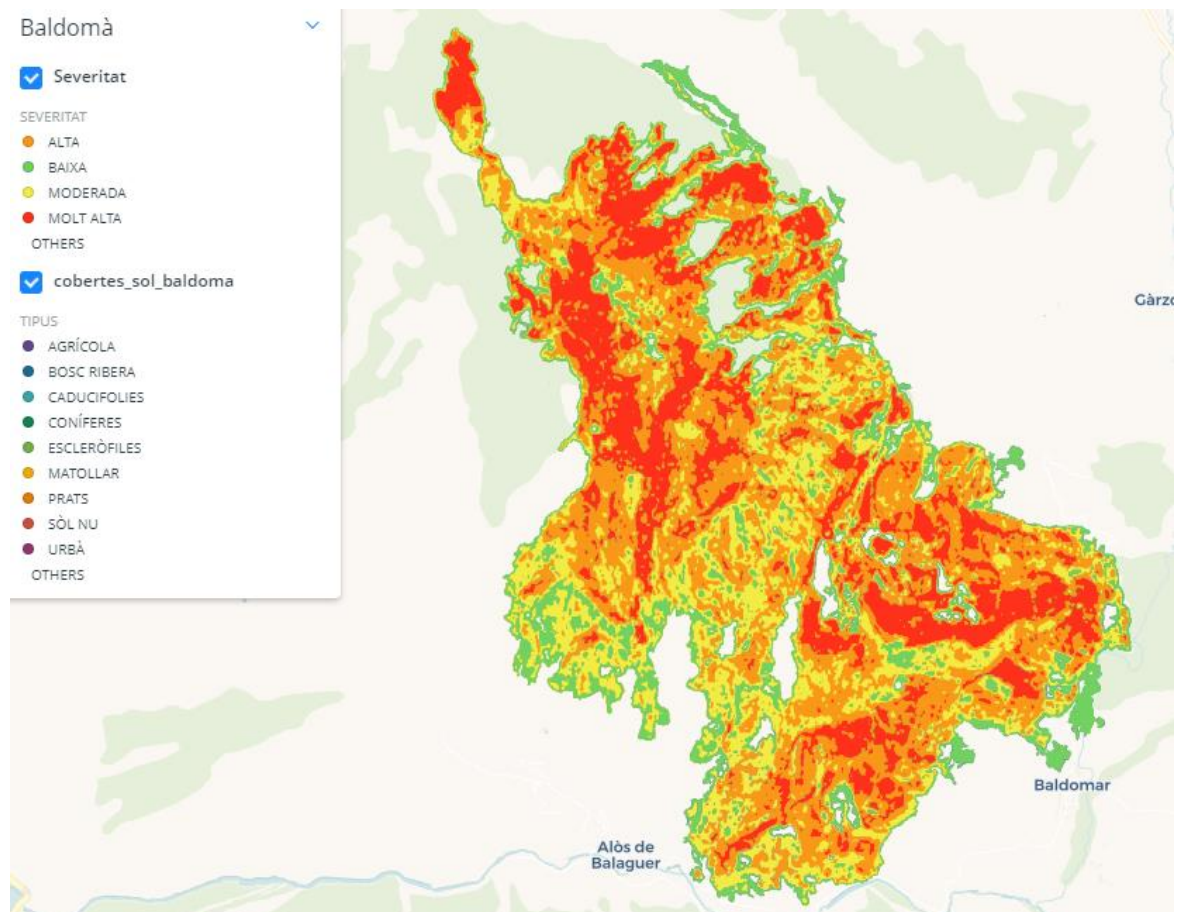 Baldomà
Severitat
SEVERITAT
ALTA
BAIXA
MODERADA
MOLT ALTA
OTHERS
cobertes_sol_baldoma
TIPUS
AGRÍCOLA
BOSC RIBERA
CADUCIFOLIES
CONÍFERES
ESCLERÒFILES
MATOLLAR
PRATS
SÒL NU
URBÀ
OTHERS
Gàrzo
Baldomar
Alòs de
Balaguer